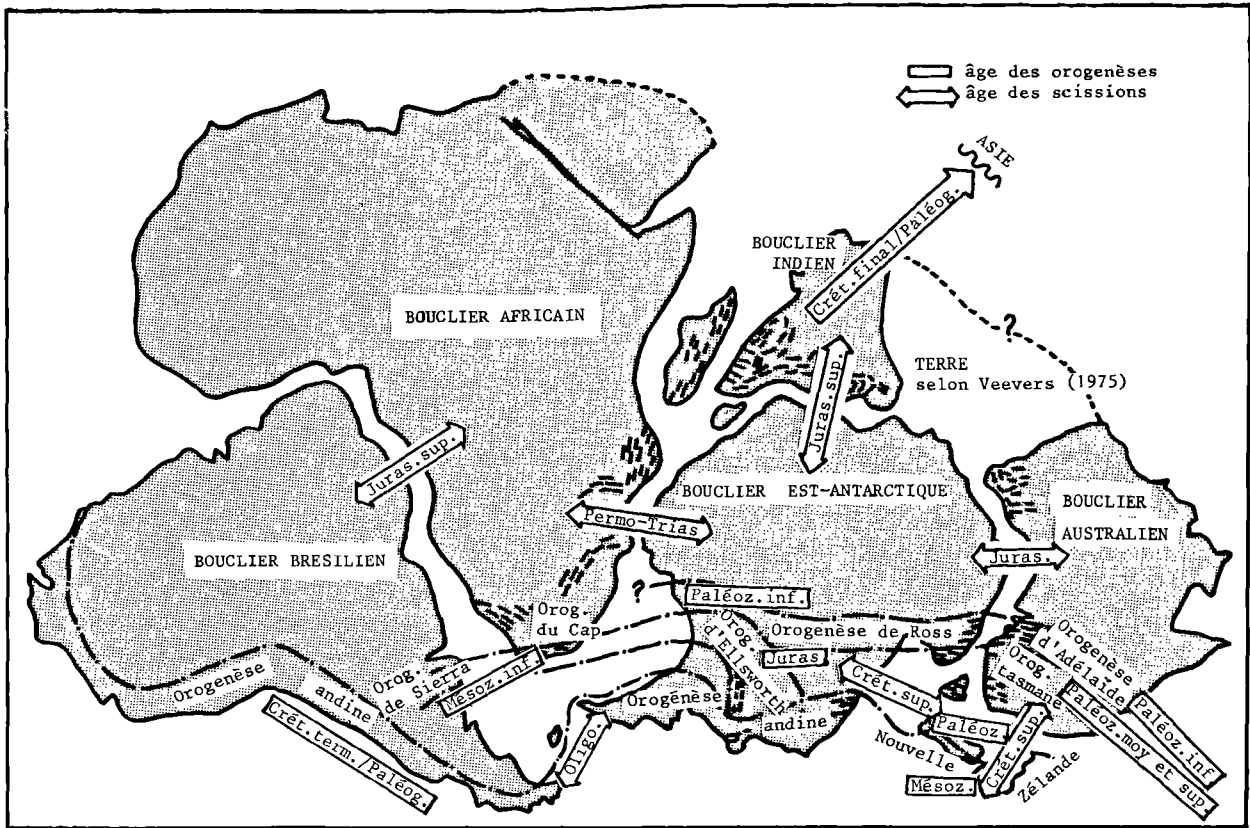 âge des orogenèses
âge des scissions
ASIE
Crét.final/Paléog.
BOUCLIER
INDIEN
?
BOUCLIER AFRICAIN
TERRE
selon Veevers (1975)
Juras.sup.
Juras.sup.
BOUCLIER EST-ANTARCTIQUE
BOUCLIER
AUSTRALIEN
Permo-Trias
BOUCLIER BRESILIEN
Juras.
?
Paléoz.inf.
Orog.
du Cap
Orog.
d'Ellsworth
Orogenèse de Ross
Juras
Orogenèse
d'Adélaide
Orog.
tasmane
Orog.
de Sierra
Mésoz.inf.
Orogenèse
andine
Orogénèse
andine
Crét.sup.
Paléoz.
Paléoz.inf
Paléoz.moy et sup.
Crét.term./Paléog.
Oligo.
Nouvelle
Zélande
Crét.sup.
Mésoz.